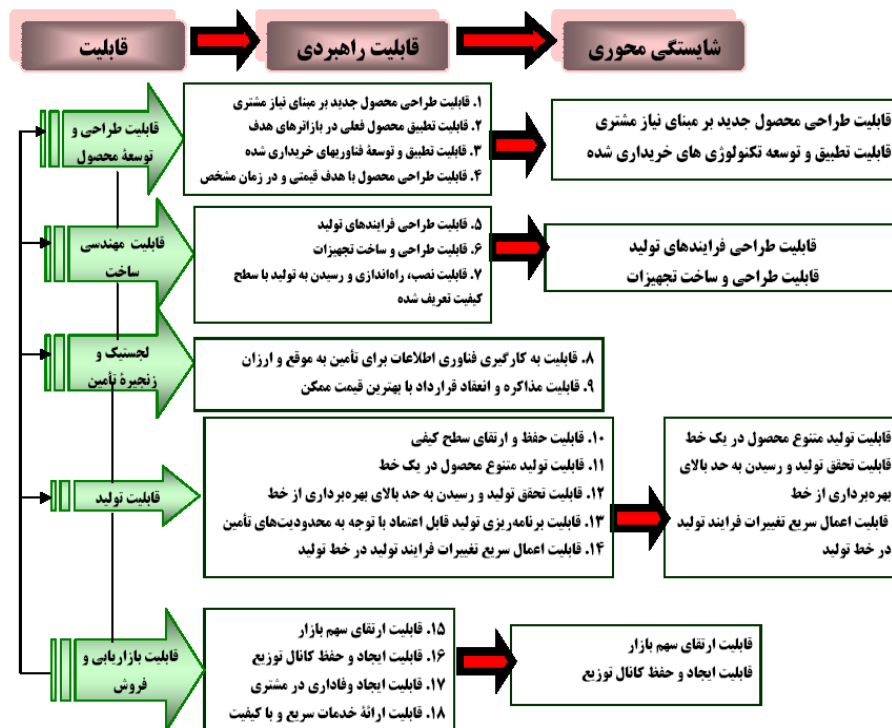 قابلیت
قابلیت راهبردی
شایستگی محوری
قابلیت طراحی و
توسعهٔ محصول
۱. قابلیت طراحی محصول جدید بر مبنای نیاز مشتری
۲. قابلیت تطبیق محصول فعلی در بازارهای هدف
۳. قابلیت تطبیق و توسعهٔ فناوریهای خریداری شده
۴. قابلیت طراحی محصول با هدف قیمتی و در زمان مشخص
قابلیت طراحی محصول جدید بر مبنای نیاز مشتری
قابلیت تطبیق و توسعه تکنولوژی های خریداری شده
قابلیت مهندسی
ساخت
۵. قابلیت طراحی فرایندهای تولید
۶. قابلیت طراحی و ساخت تجهیزات
۷. قابلیت نصب، راه‌اندازی و رسیدن به تولید با سطح
کیفیت تعریف شده
قابلیت طراحی فرایندهای تولید
قابلیت طراحی و ساخت تجهیزات
لجستیک و
زنجیرهٔ تأمین
۸. قابلیت به کارگیری فناوری اطلاعات برای تأمین به موقع و ارزان
۹. قابلیت مذاکره و انعقاد قرارداد با بهترین قیمت ممکن
قابلیت تولید
۱۰. قابلیت حفظ و ارتقای سطح کیفی
۱۱. قابلیت تولید متنوع محصول در یک خط
۱۲. قابلیت تحقق تولید و رسیدن به حد بالای بهره‌برداری از خط
۱۳. قابلیت برنامه‌ریزی تولید قابل اعتماد با توجه به محدودیت‌های تأمین
۱۴. قابلیت اعمال سریع تغییرات فرایند تولید در خط تولید
قابلیت تولید متنوع محصول در یک خط
قابلیت تحقق تولید و رسیدن به حد بالای
بهره‌برداری از خط
قابلیت اعمال سریع تغییرات فرایند تولید
در خط تولید
قابلیت بازاریابی و
فروش
۱۵. قابلیت ارتقای سهم بازار
۱۶. قابلیت ایجاد و حفظ کانال توزیع
۱۷. قابلیت ایجاد وفاداری در مشتری
۱۸. قابلیت ارائهٔ خدمات سریع و با کیفیت
قابلیت ارتقای سهم بازار
قابلیت ایجاد و حفظ کانال توزیع